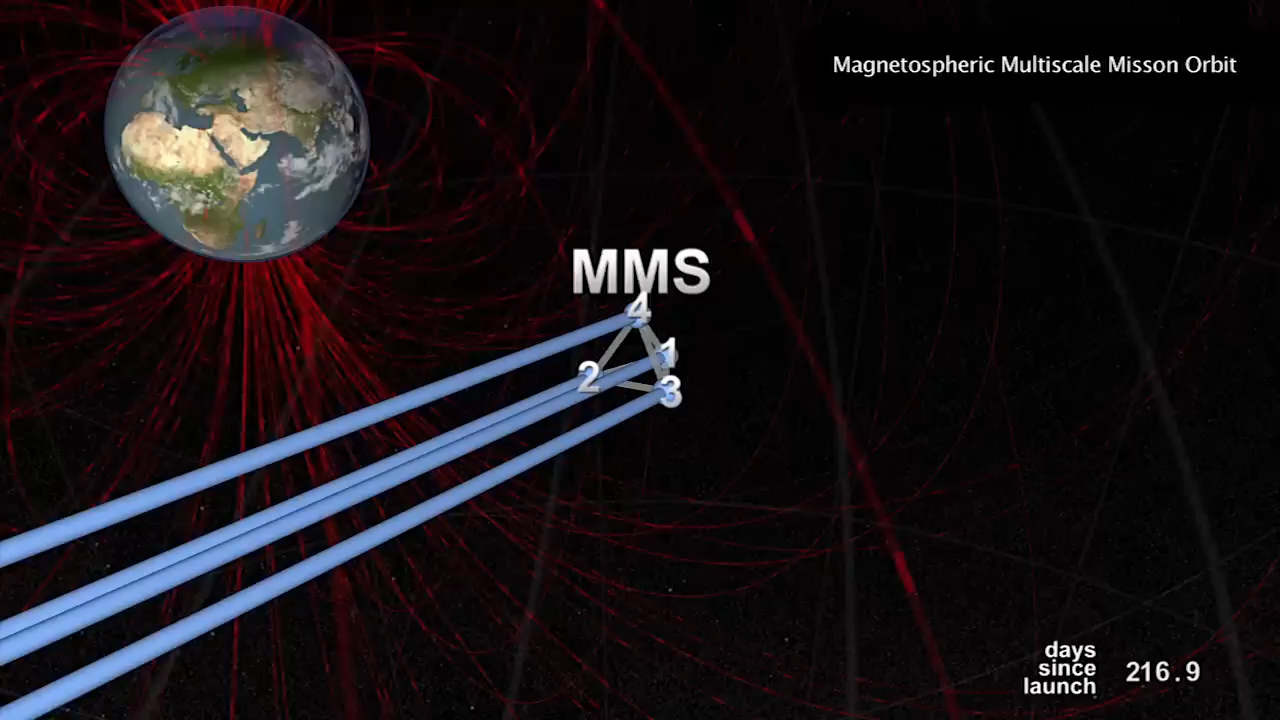 Magnetospheric Multiscale Misson Orbit
MMS
4
1
2
3
days
since
launch
216.9